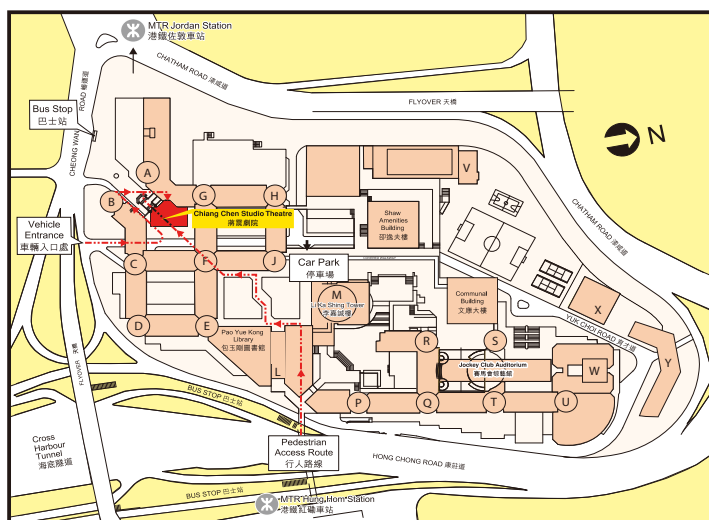 MTR Jordan Station
港鐵佐敦車站
CHATHAM ROAD 漆咸道
FLYOVER 天橋
N
Bus Stop
巴士站
CHEONG WAN ROAD 暢運道
A
B
G
H
V
Chiang Chen Studio Theatre
蔣震劇院
Shaw
Amenities
Building
邵逸夫樓
CHATHAM ROAD 漆咸道
Vehicle
Entrance
車輛入口處
C
F
J
Car Park
停車場
M
Li Ka Shing Tower
李嘉誠樓
Communal
Building
文康大樓
X
YUK CHOI ROAD 育才道
D
E
Pao Yue Kong
Library
包玉剛圖書館
R
S
Y
Jockey Club Auditorium
賽馬會綜藝館
W
L
FLYOVER 天橋
BUS STOP 巴士站
P
Q
T
U
Cross
Harbour
Tunnel
海底隧道
Pedestrian
Access Route
行人路線
HONG CHONG ROAD 康莊道
BUS STOP 巴士站
MTR Hung Hom Station
港鐵紅磡車站